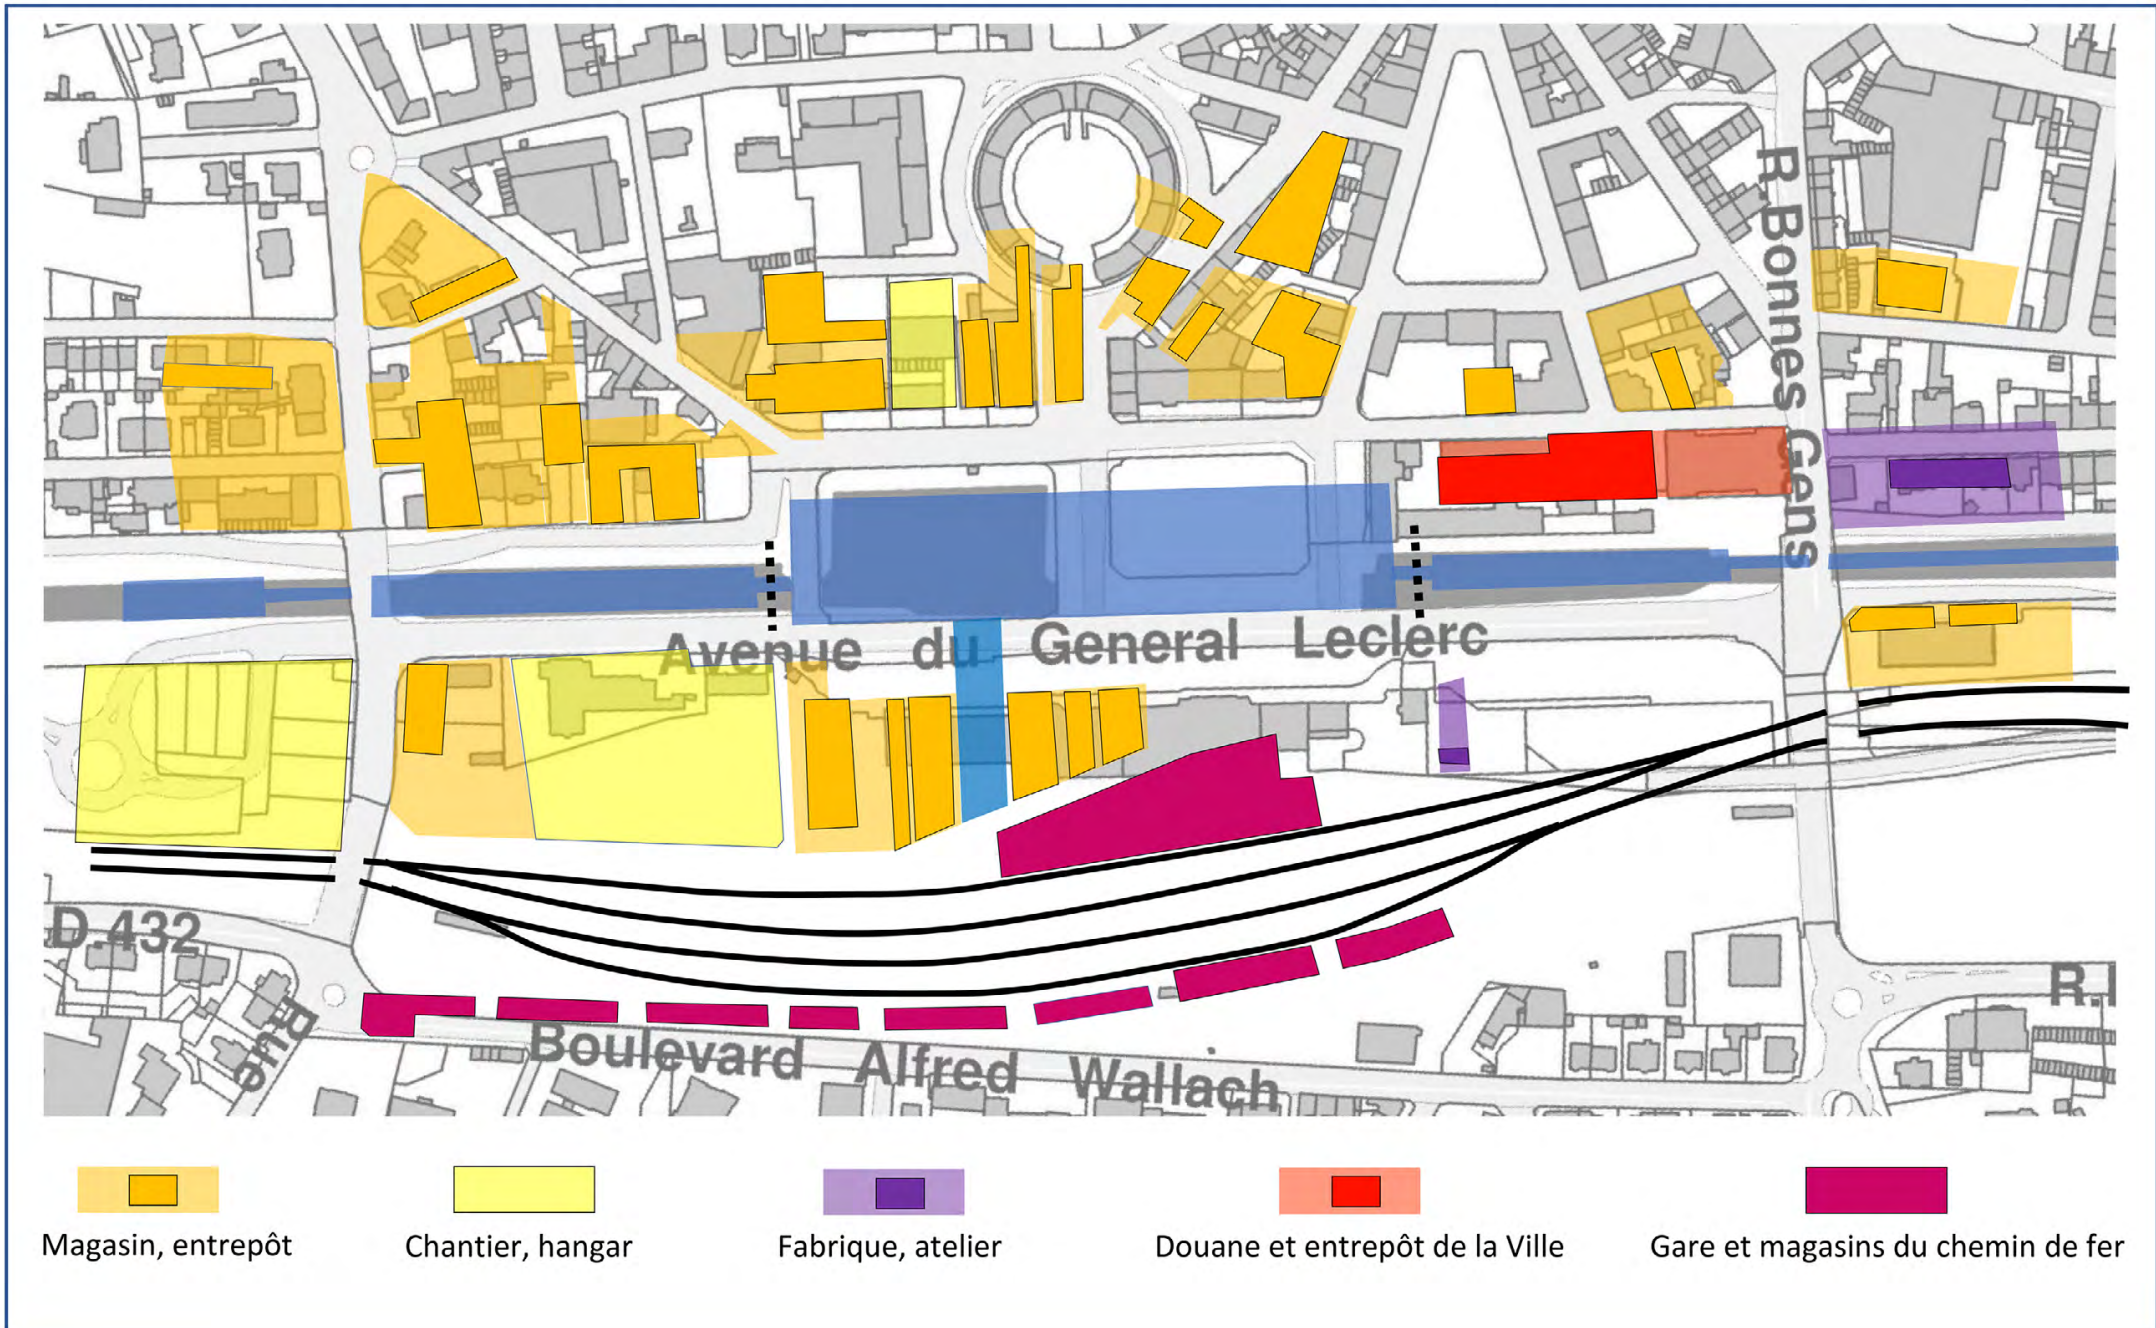 R.Bonnes Gens
Avenue du General Leclerc
D.432
R.I
Rue
Boulevard Alfred Wallach
Magasin, entrepôt
Chantier, hangar
Fabrique, atelier
Douane et entrepôt de la Ville
Gare et magasins du chemin de fer